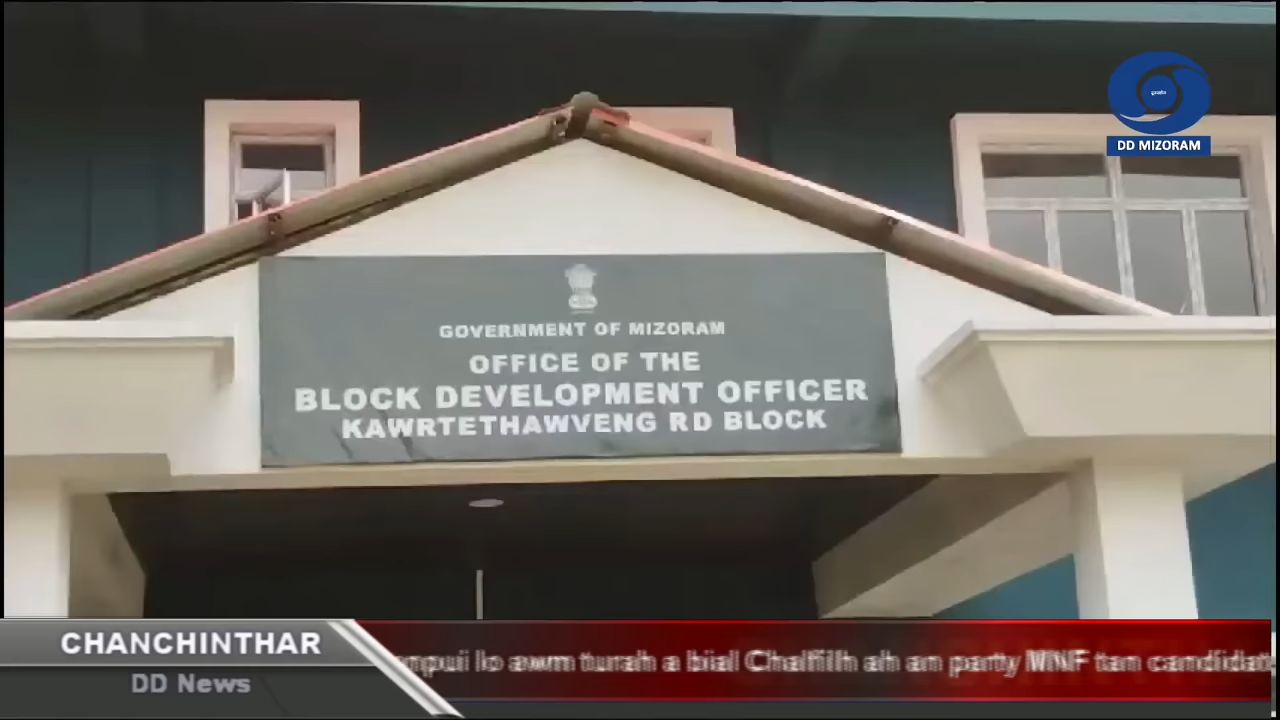 DD MIZORAM
GOVERNMENT OF MIZORAM
OFFICE OF THE
BLOCK DEVELOPMENT OFFICER
KAWRTETHAWVENG RD BLOCK
CHANCHINTHAR
DD News
lo awm turah a bial Chalfilh ah an party MNF tan